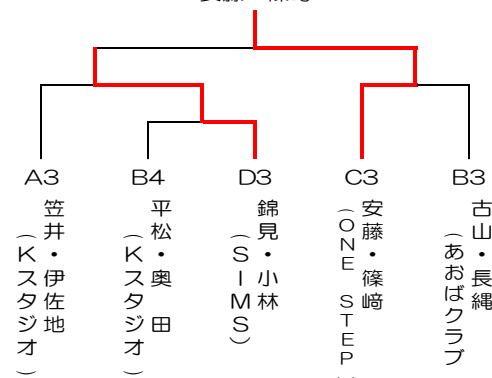 A3
笠井・伊佐地
（Kスタジオ）
B4
平松・奥　田
（Kスタジオ）
D3
錦見・小林
（SIMS）
C3
安藤・篠﨑
（ONE STEP
B3
古山・長縄
（あおばクラブ